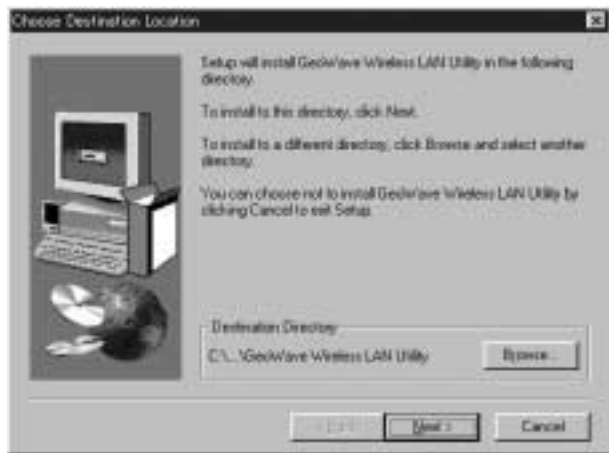 Choose Destination Location
Setup will install GeoWave Wireless LAN Utility in the following
directory.
To install to this directory, click Next.
To install to a different directory, click Browse and select another
directory.
You can choose not to install GeoWave Wireless LAN Utility by
clicking Cancel to exit Setup.
Destination Directory
C:\...\GeoWave Wireless LAN Utility
Browse...
< Back
Next >
Cancel